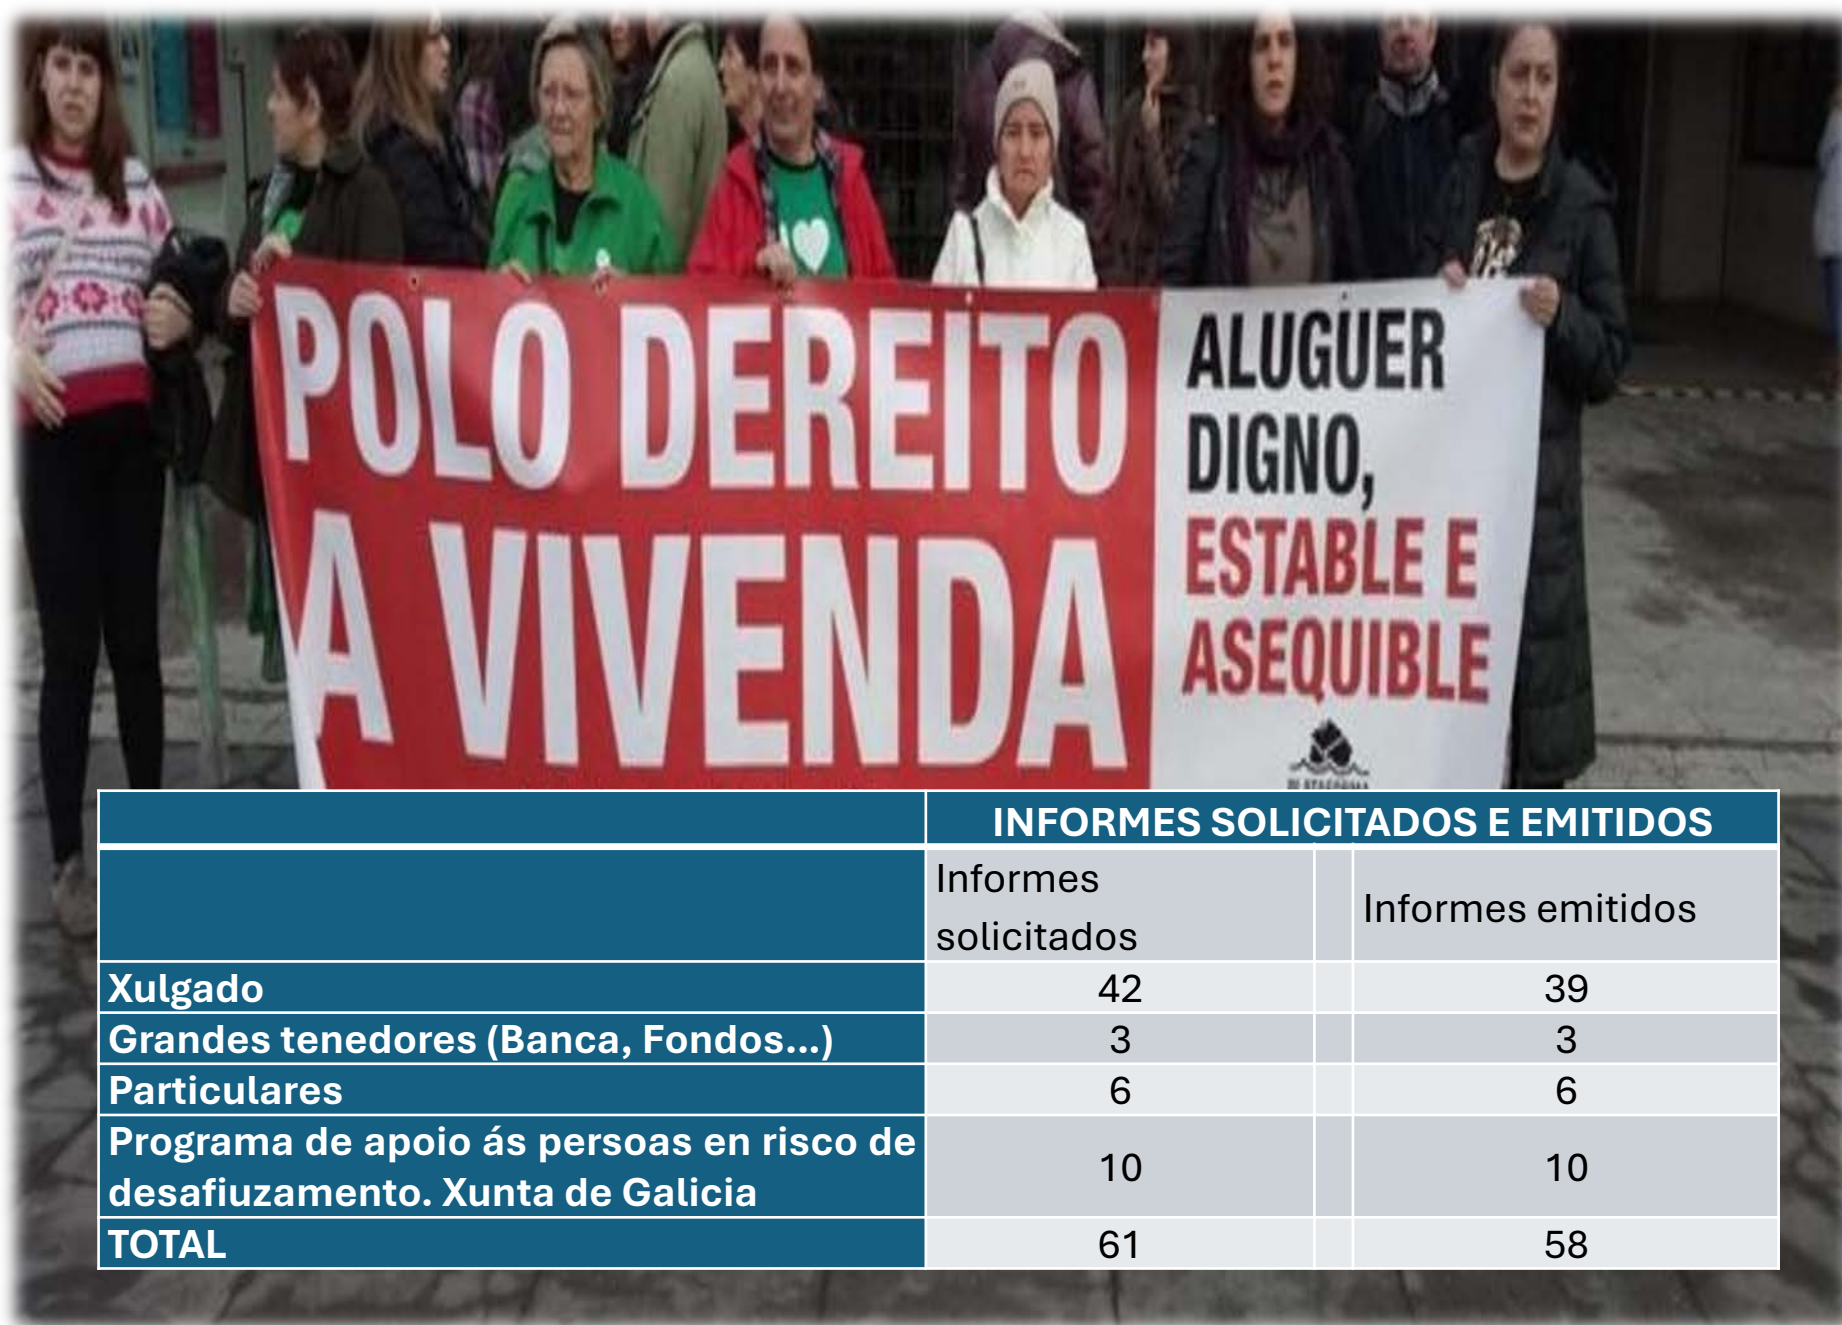 POLO DEREITO
A VIVENDA
ALUGUER
DIGNO,
ESTABLE E
ASEQUIBLE
PLATAFORMA
INFORMES SOLICITADOS E EMITIDOS
Informes
solicitados
Informes emitidos
Xulgado 42 39
Grandes tenedores (Banca, Fondos...) 3 3
Particulares 6 6
Programa de apoio ás persoas en risco de
desafiuzamento. Xunta de Galicia 10 10
TOTAL 61 58